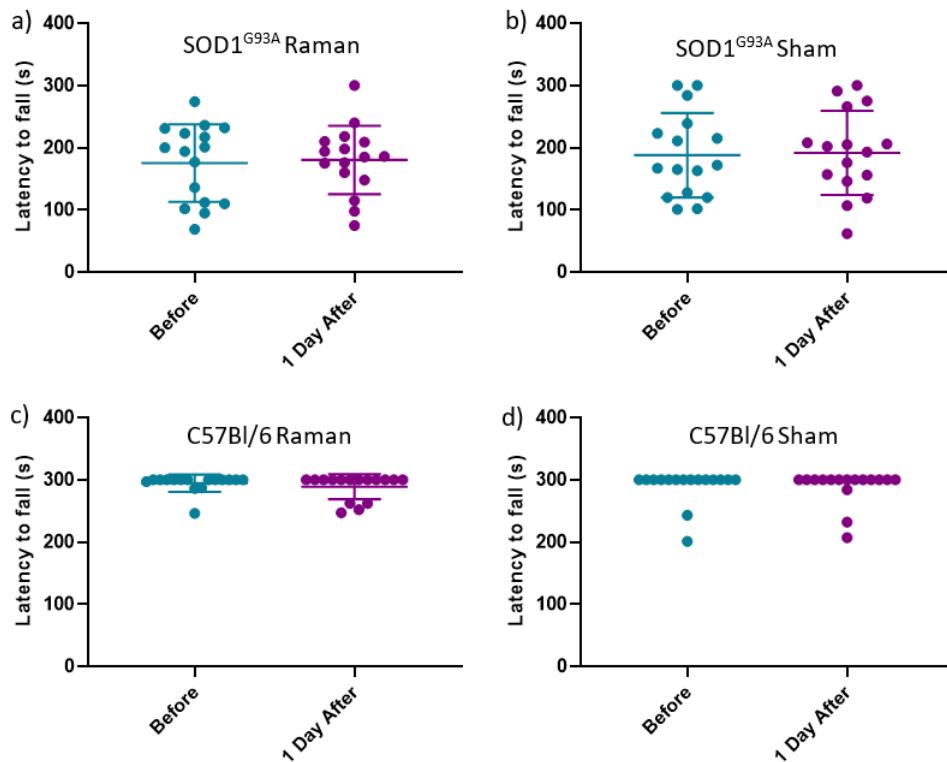 a)
SOD1G93A Raman
Latency to fall (s)
400
300
200
100
0
Before
1 Day After
b)
SOD1G93A Sham
Latency to fall (s)
400
300
200
100
0
Before
1 Day After
c)
C57Bl/6 Raman
Latency to fall (s)
400
300
200
100
0
Before
1 Day After
d)
C57Bl/6 Sham
Latency to fall (s)
400
300
200
100
0
Before
1 Day After